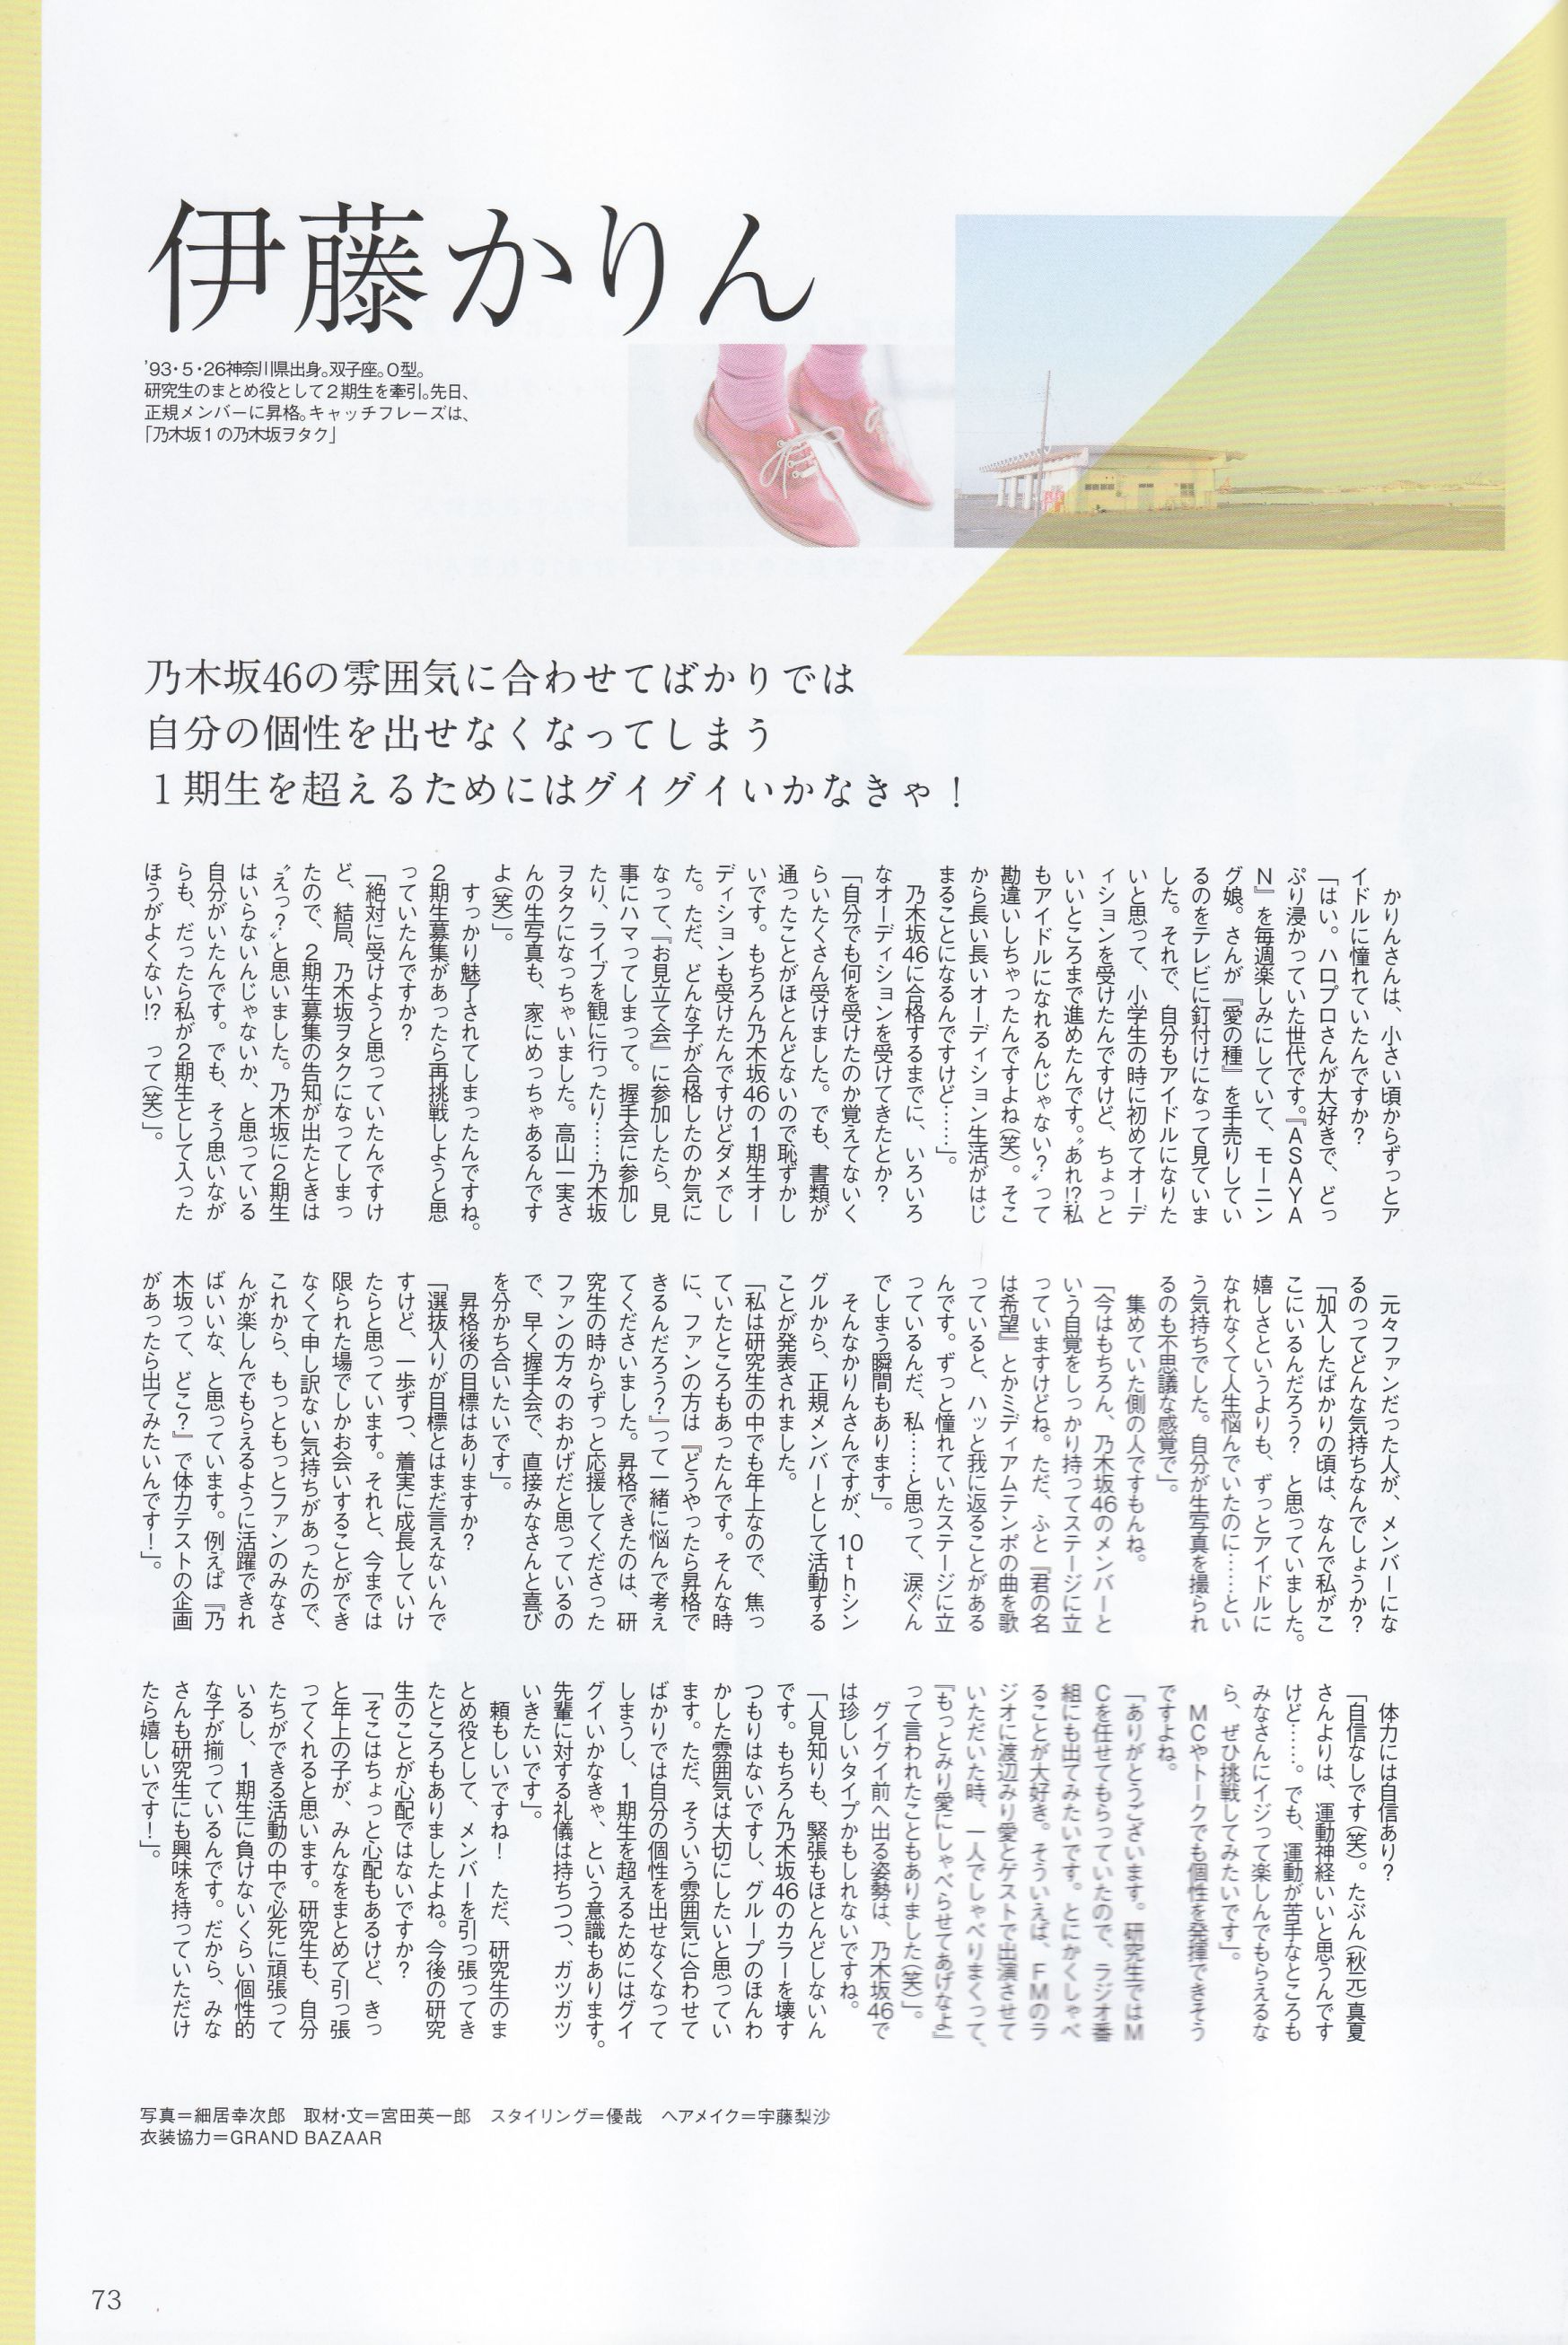 伊藤かりん
'93・5・26神奈川県出身。双子座。O型。
研究生のまとめ役として2期生を牽引。先日、
正規メンバーに昇格。キャッチフレーズは、
「乃木坂1の乃木坂ヲタク」
乃木坂46の雰囲気に合わせてばかりでは
自分の個性を出せなくなってしまう
1期生を超えるためにはグイグイいかなきゃ！
かりんさんは、小さい頃からずっとア
イドルに憧れていたんですか？
「はい。ハロプロさんが大好きで、どっ
ぷり浸かっていた世代です。『ＡＳＡＹＡ
Ｎ』を毎週楽しみにしていて、モーニン
グ娘。さんが『愛の種』を手売りしてい
るのをテレビに釘付けになって見ていま
した。それで、自分もアイドルになりた
いと思って、小学生の時に初めてオーデ
ィションを受けたんですけど、ちょっと
いいところまで進めたんです。〝あれ!?私
もアイドルになれるんじゃない？〟って
勘違いしちゃったんですよね（笑）。そこ
から長い長いオーディション生活がはじ
まることになるんですけど……」。
乃木坂46に合格するまでに、いろいろ
なオーディションを受けてきたとか？
「自分でも何を受けたのか覚えてないく
らいたくさん受けました。でも、書類が
通ったことがほとんどないので恥ずかし
いです。もちろん乃木坂46の1期生オー
ディションも受けたんですけどダメでし
た。ただ、どんな子が合格したのか気に
なって、『お見立て会』に参加したら、見
事にハマってしまって。握手会に参加し
たり、ライブを観に行ったり……乃木坂
ヲタクになっちゃいました。高山一実さ
んの生写真も、家にめっちゃあるんです
よ（笑）」。
すっかり魅了されてしまったんですね。
2期生募集があったら再挑戦しようと思
っていたんですか？
「絶対に受けようと思っていたんですけ
ど、結局、乃木坂ヲタクになってしまっ
たので、2期生募集の告知が出たときは
〝えっ？〟と思いました。乃木坂に2期生
はいらないんじゃないか、と思っている
自分がいたんです。でも、そう思いなが
らも、だったら私が2期生として入った
ほうがよくない!?　って（笑）」。
元々ファンだった人が、メンバーにな
るのってどんな気持ちなんでしょうか？
「加入したばかりの頃は、なんで私がこ
こにいるんだろう？　と思っていました。
嬉しさというよりも、ずっとアイドルに
なれなくて人生悩んでいたのに……とい
う気持ちでした。自分が生写真を撮られ
るのも不思議な感覚で」。
集めていた側の人ですもんね。
「今はもちろん、乃木坂46のメンバーと
いう自覚をしっかり持ってステージに立
っていますけどね。ただ、ふと『君の名
は希望』とかミディアムテンポの曲を歌
っていると、ハッと我に返ることがある
んです。ずっと憧れていたステージに立
っているんだ、私……と思って、涙ぐん
でしまう瞬間もあります」。
そんなかりんさんですが、10ｔｈシン
グルから、正規メンバーとして活動する
ことが発表されました。
「私は研究生の中でも年上なので、焦っ
ていたところもあったんです。そんな時
に、ファンの方は『どうやったら昇格で
きるんだろう？』って一緒に悩んで考え
てくださいました。昇格できたのは、研
究生の時からずっと応援してくださった
ファンの方々のおかげだと思っているの
で、早く握手会で、直接みなさんと喜び
を分かち合いたいです」。
昇格後の目標はありますか？
「選抜入りが目標とはまだ言えないんで
すけど、一歩ずつ、着実に成長していけ
たらと思っています。それと、今までは
限られた場でしかお会いすることができ
なくて申し訳ない気持ちがあったので、
これから、もっともっとファンのみなさ
んが楽しんでもらえるように活躍できれ
ばいいな、と思っています。例えば『乃
木坂って、どこ？』で体力テストの企画
があったら出てみたいんです！」。
体力には自信あり？
「自信なしです（笑）。たぶん（秋元）真夏
さんよりは、運動神経いいと思うんです
けど……。でも、運動が苦手なところも
みなさんにイジって楽しんでもらえるな
ら、ぜひ挑戦してみたいです」。
ＭＣやトークでも個性を発揮できそう
ですよね。
「ありがとうございます。研究生ではＭ
Ｃを任せてもらっていたので、ラジオ番
組にも出てみたいです。とにかくしゃべ
ることが大好き。そういえば、ＦＭのラ
ジオに渡辺みり愛とゲストで出演させて
いただいた時、一人でしゃべりまくって、
『もっとみり愛にしゃべらせてあげなよ』
って言われたこともありました（笑）」。
グイグイ前へ出る姿勢は、乃木坂46で
は珍しいタイプかもしれないですね。
「人見知りも、緊張もほとんどしないん
です。もちろん乃木坂46のカラーを壊す
つもりはないですし、グループのほんわ
かした雰囲気は大切にしたいと思ってい
ます。ただ、そういう雰囲気に合わせて
ばかりでは自分の個性を出せなくなって
しまうし、1期生を超えるためにはグイ
グイいかなきゃ、という意識もあります。
先輩に対する礼儀は持ちつつ、ガツガツ
いきたいです」。
頼もしいですね！　ただ、研究生のま
とめ役として、メンバーを引っ張ってき
たところもありましたよね。今後の研究
生のことが心配ではないですか？
「そこはちょっと心配もあるけど、きっ
と年上の子が、みんなをまとめて引っ張
ってくれると思います。研究生も、自分
たちができる活動の中で必死に頑張って
いるし、1期生に負けないくらい個性的
な子が揃っているんです。だから、みな
さんも研究生にも興味を持っていただけ
たら嬉しいです！」。
写真＝細居幸次郎　取材・文＝宮田英一郎　スタイリング＝優哉　ヘアメイク＝宇藤梨沙
衣装協力＝GRAND BAZAAR
73